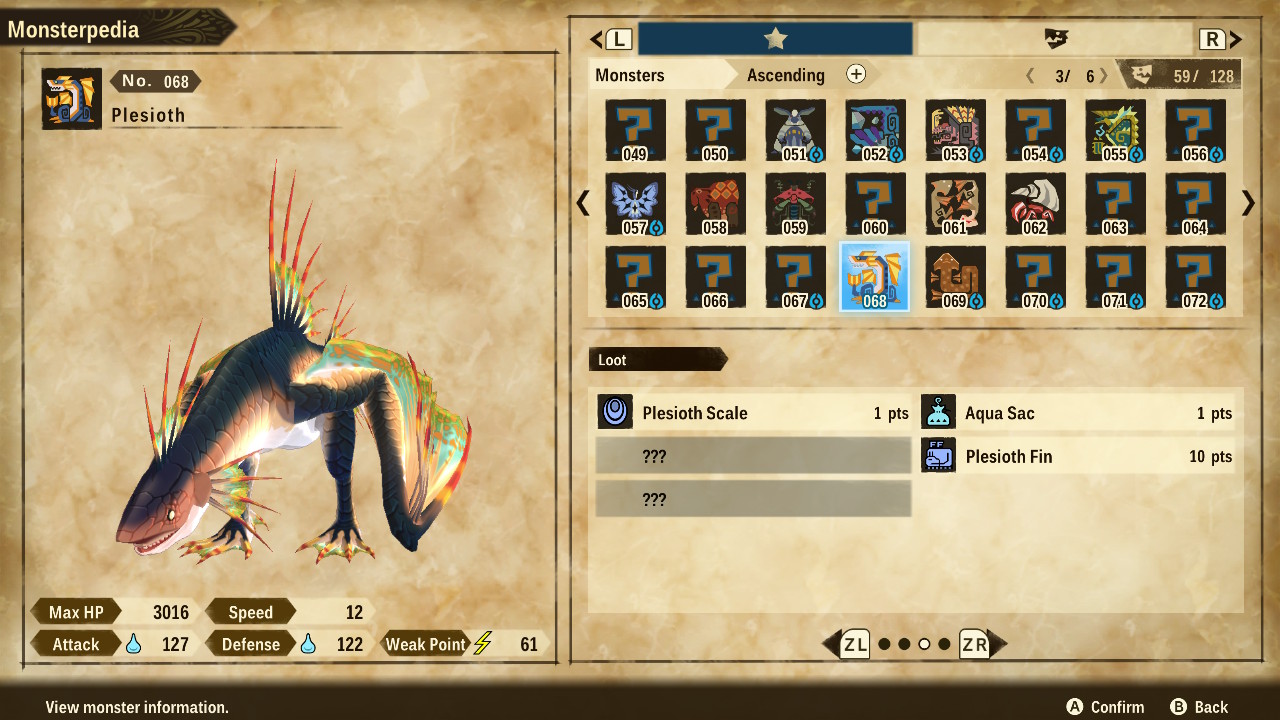 Monsterpedia
No. 068
Plesioth
Max HP 3016 Speed 12
Attack 127 Defense 122 Weak Point 61
L R
Monsters Ascending + 3/ 6 59/ 128
? ? ? ?
049 050 051 052 053 054 055 056
?
057 058 059 060 061 062 063 064
? ? ? ? ? ?
065 066 067 068 069 070 071 072
Loot
Plesioth Scale 1 pts Aqua Sac 1 pts
??? FF Plesioth Fin 10 pts
???
ZL ZR
View monster information. A Confirm B Back